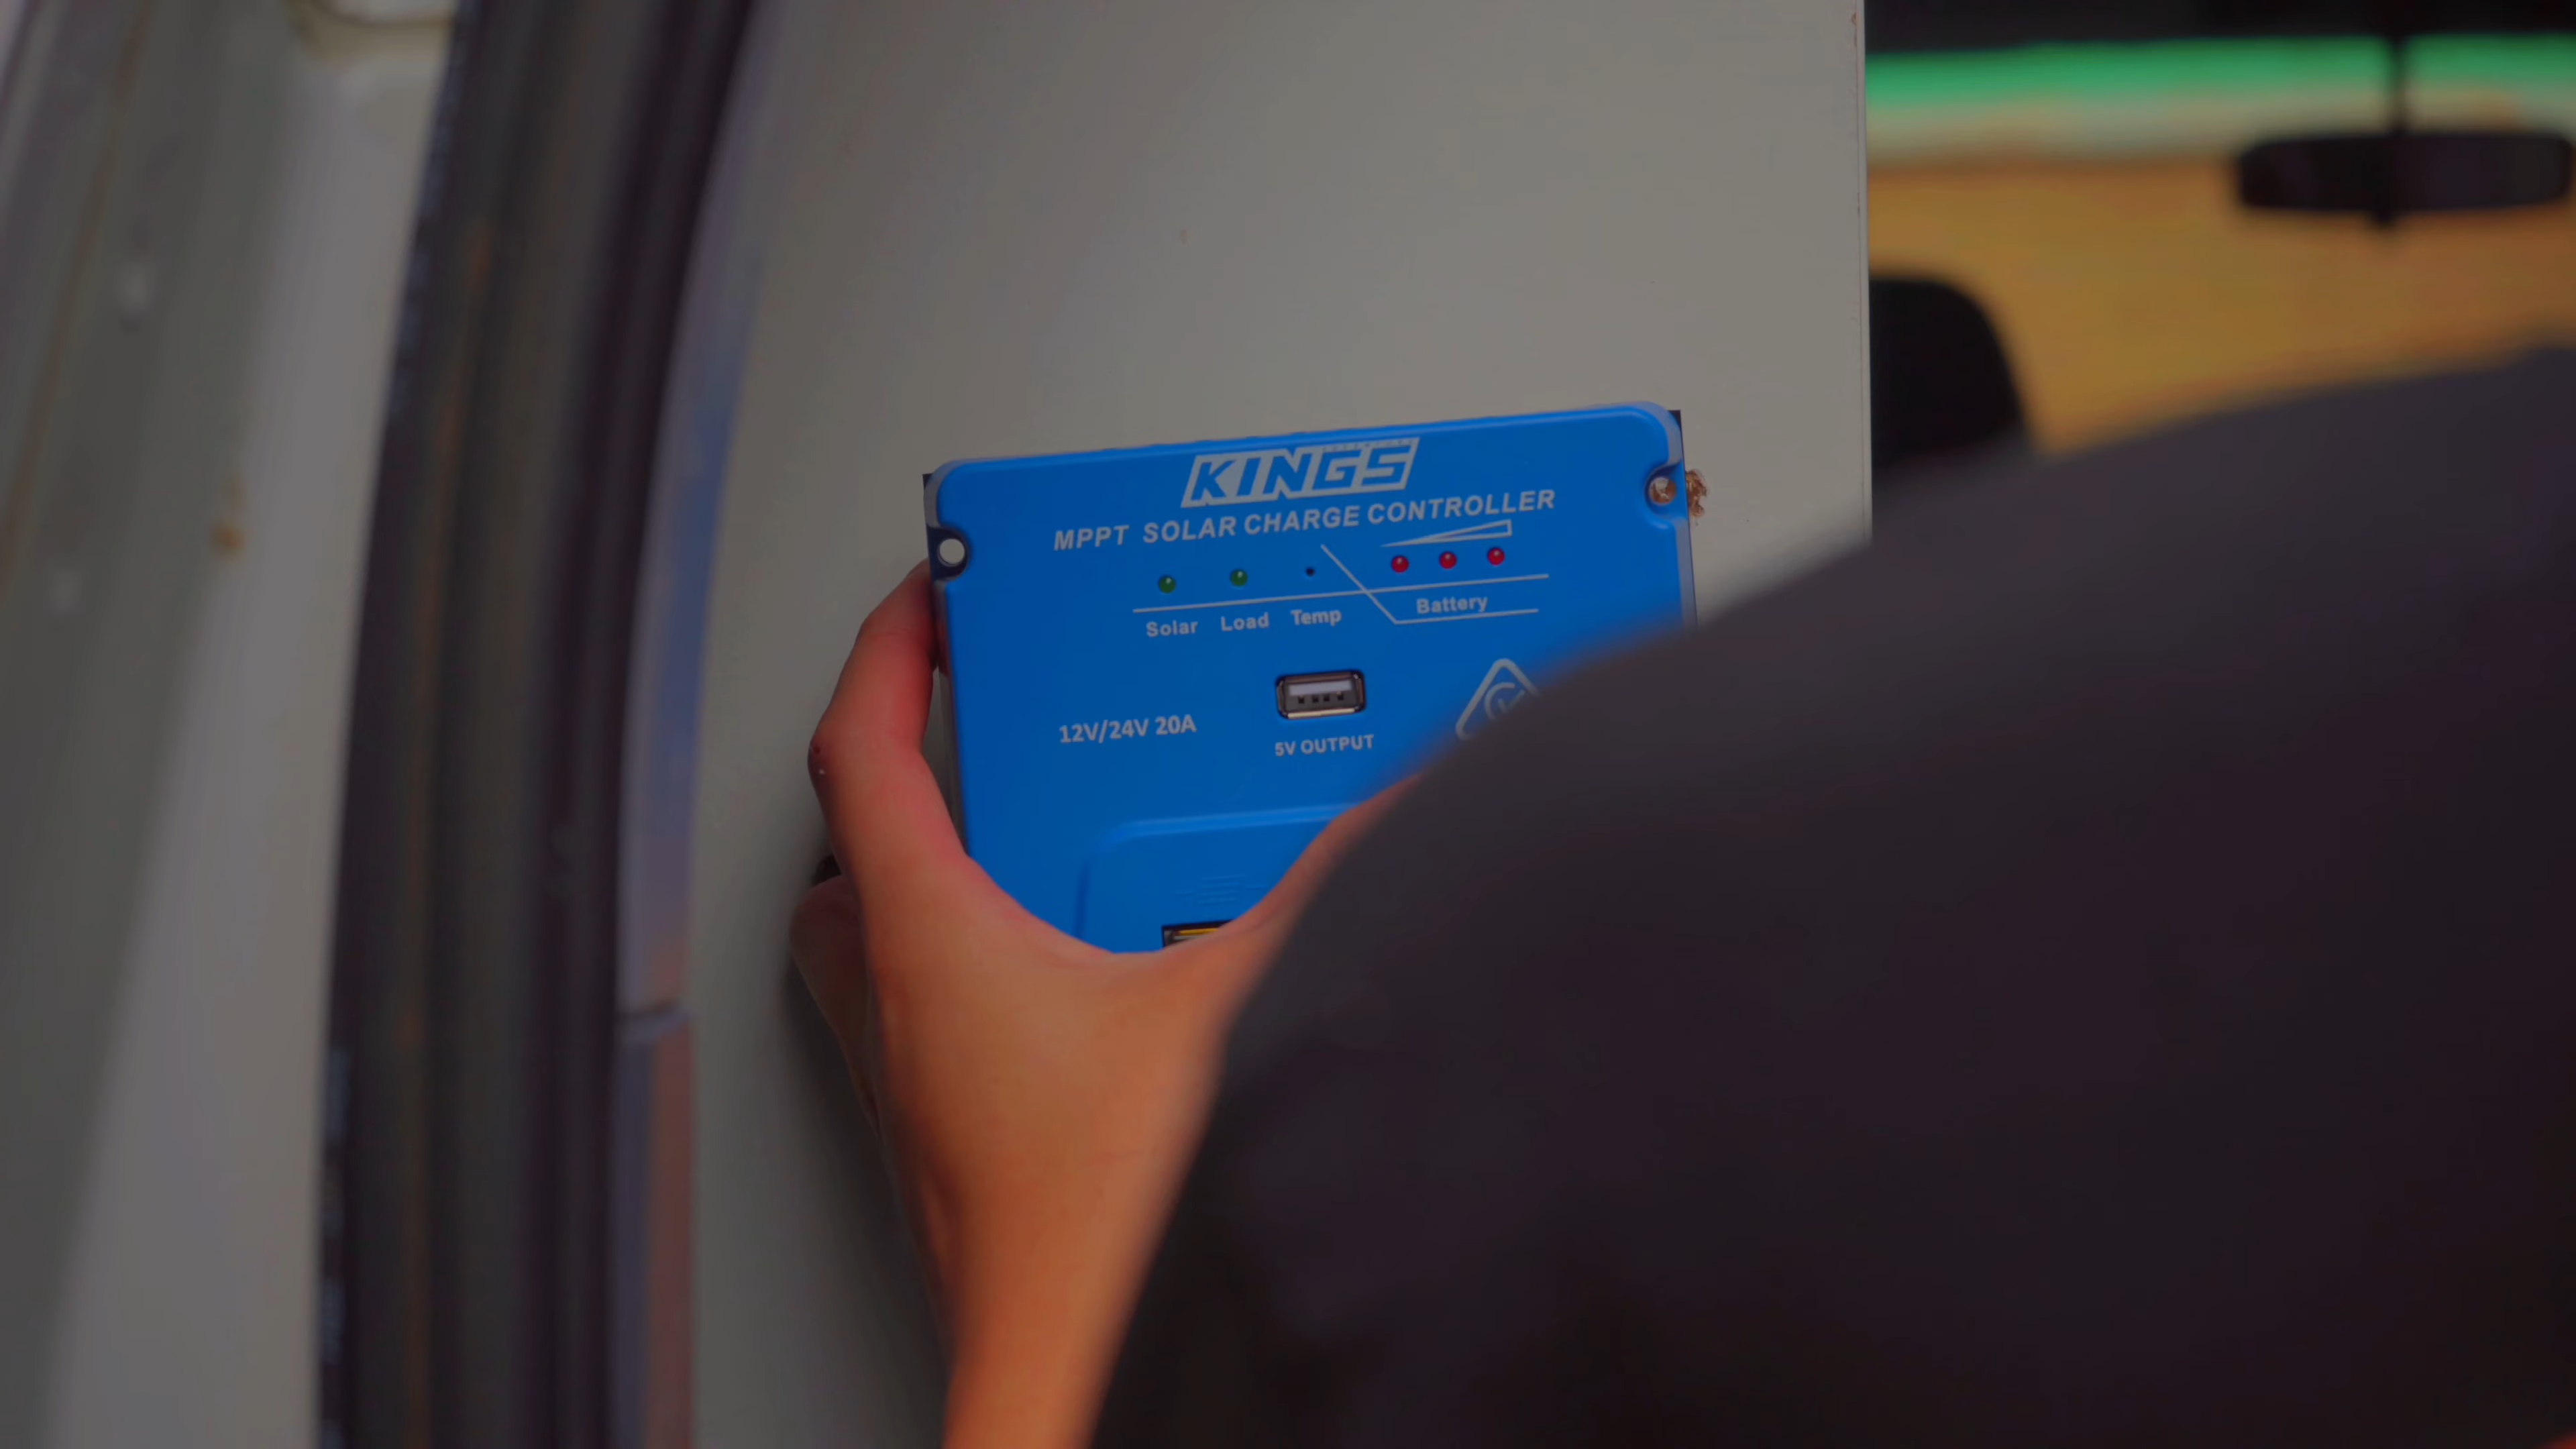 KINGS
MPPT SOLAR CHARGE CONTROLLER
Solar Load Temp Battery
12V/24V 20A
5V OUTPUT